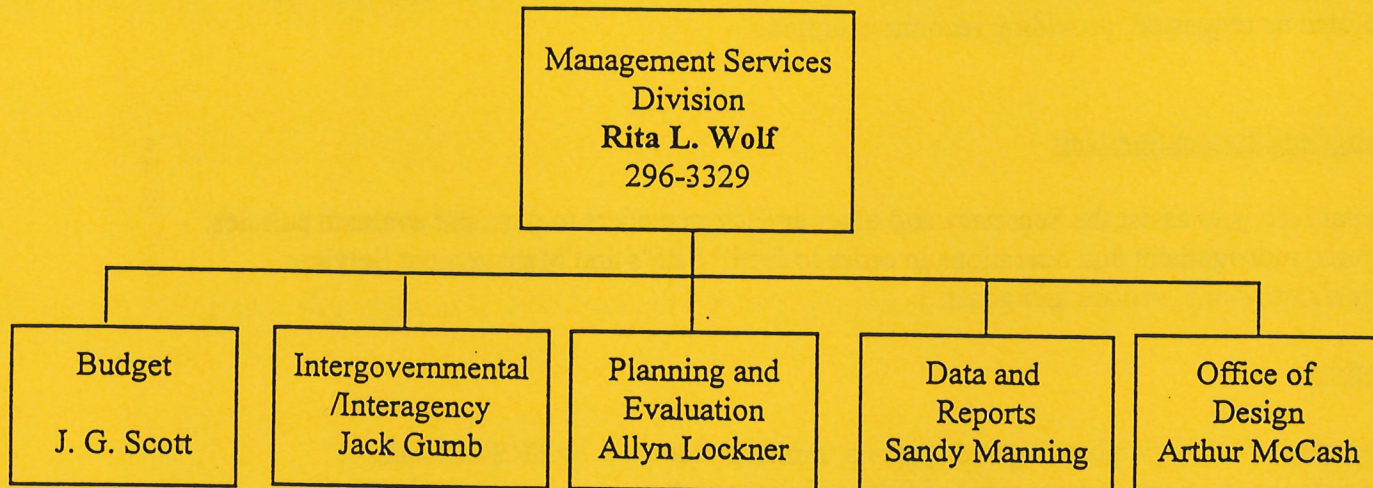 Management Services
Division
Rita L. Wolf
296-3329
Budget
J. G. Scott
Intergovernmental
/Interagency
Jack Gumb
Planning and
Evaluation
Allyn Lockner
Data and
Reports
Sandy Manning
Office of
Design
Arthur McCash